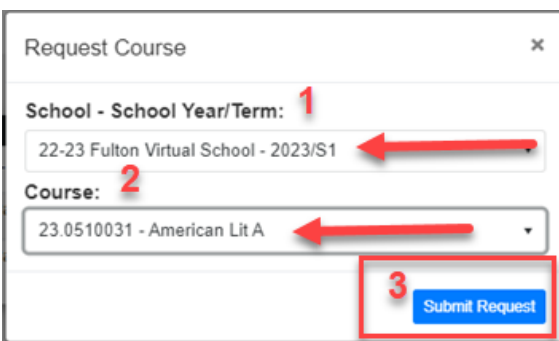 Request Course ×
School - School Year/Term: 1
22-23 Fulton Virtual School - 2023/S1
Course: 2
23.0510031 - American Lit A
3 Submit Request